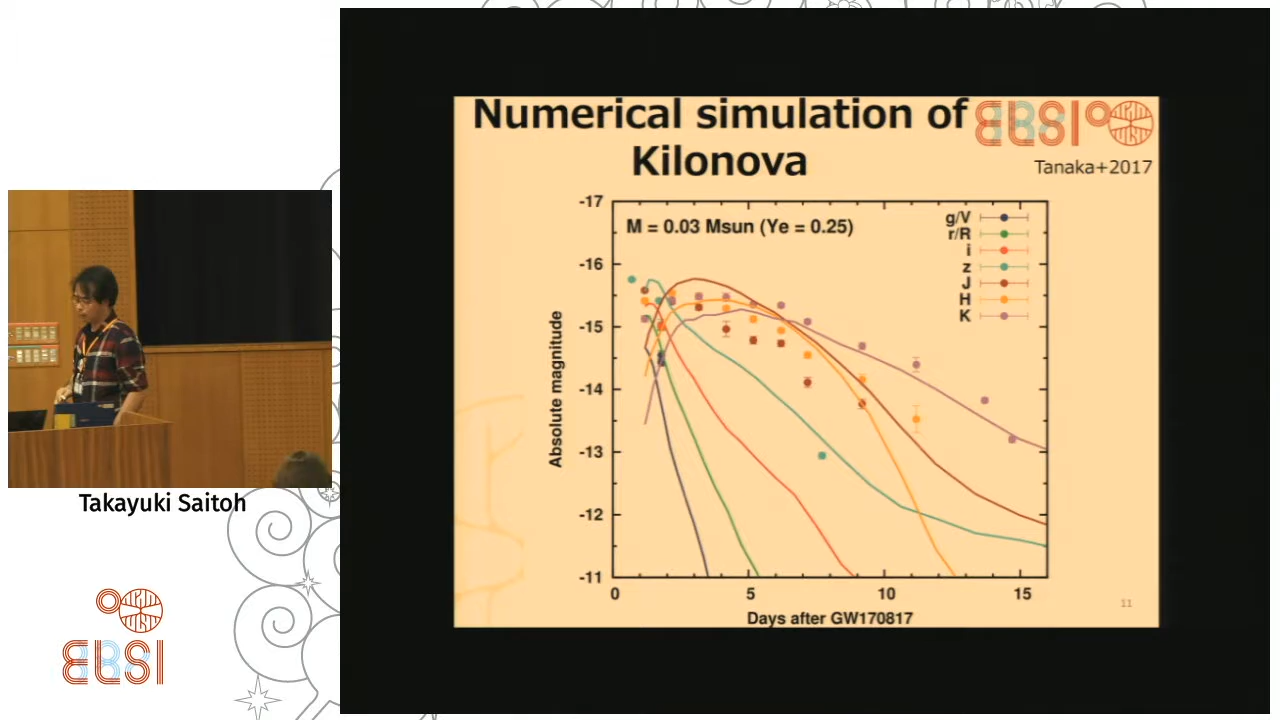 Numerical simulation of
Kilonova
ELSI
Tanaka+2017
M = 0.03 Msun (Ye = 0.25)
g/V
r/R
i
z
J
H
K
-17
-16
-15
-14
-13
-12
-11
Absolute magnitude
0 5 10 15
Days after GW170817
11
Takayuki Saitoh
ELSI